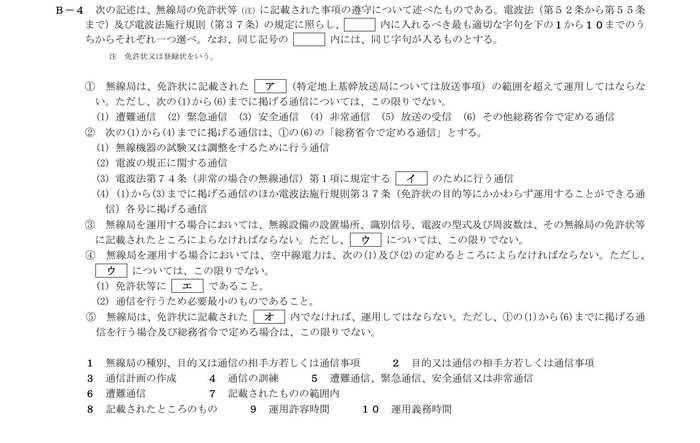 B-4 次の記述は、無線局の免許状等(注)に記載された事項の遵守について述べたものである。電波法（第52条から第55条
まで）及び電波法施行規則（第37条）の規定に照らし、 内に入れるべき最も適切な字句を下の1から10までのう
ちからそれぞれ一つ選べ。なお、同じ記号の 内には、同じ字句が入るものとする。
注 免許状又は登録状をいう。
① 無線局は、免許状に記載された ア （特定地上基幹放送局については放送事項）の範囲を超えて運用してはならな
い。ただし、次の(1)から(6)までに掲げる通信については、この限りでない。
(1) 遭難通信 (2) 緊急通信 (3) 安全通信 (4) 非常通信 (5) 放送の受信 (6) その他総務省令で定める通信
② 次の(1)から(4)までに掲げる通信は、①の(6)の「総務省令で定める通信」とする。
(1) 無線機器の試験又は調整をするために行う通信
(2) 電波の規正に関する通信
(3) 電波法第74条（非常の場合の無線通信）第1項に規定する イ のために行う通信
(4) (1)から(3)までに掲げる通信のほか電波法施行規則第37条（免許状の目的等にかかわらず運用することができる通
信）各号に掲げる通信
③ 無線局を運用する場合においては、無線設備の設置場所、識別信号、電波の型式及び周波数は、その無線局の免許状等
に記載されたところによらなければならない。ただし、 ウ については、この限りでない。
④ 無線局を運用する場合においては、空中線電力は、次の(1)及び(2)の定めるところによらなければならない。ただし、
ウ については、この限りでない。
(1) 免許状等に エ であること。
(2) 通信を行うため必要最小のものであること。
⑤ 無線局は、免許状に記載された オ 内でなければ、運用してはならない。ただし、①の(1)から(6)までに掲げる通
信を行う場合及び総務省令で定める場合は、この限りでない。
1 無線局の種別、目的又は通信の相手方若しくは通信事項 2 目的又は通信の相手方若しくは通信事項
3 通信計画の作成 4 通信の訓練 5 遭難通信、緊急通信、安全通信又は非常通信
6 遭難通信 7 記載されたものの範囲内
8 記載されたところのもの 9 運用許容時間 10 運用義務時間